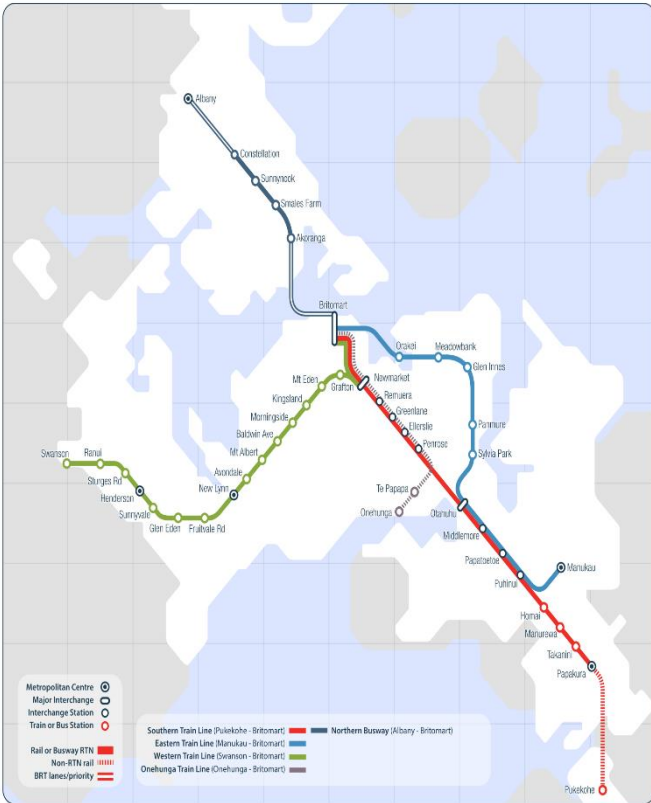 Albany
Constellation
Sunnynook
Smales Farm
Akoranga
Britomart
Orakei
Meadowbank
Glen Innes
Mt Eden
Grafton
Newmarket
Kingsland
Remuera
Morningside
Greenlane
Baldwin Ave
Ellerslie
Panmure
Mt Albert
Penrose
Swanson
Ranui
Avondale
Sylvia Park
Sturges Rd
New Lynn
Te Papapa
Henderson
Otahuhu
Sunnyvale
Onehunga
Glen Eden
Fruitvale Rd
Middlemore
Papatoetoe
Puhinui
Manukau
Homai
Manurewa
Takanini
Papakura
Pukekohe
Metropolitan Centre
Major Interchange
Interchange Station
Train or Bus Station
Rail or Busway RTN
Non-RTN rail
BRT lanes/priority
Southern Train Line (Pukekohe - Britomart)
Northern Busway (Albany - Britomart)
Eastern Train Line (Manukau - Britomart)
Western Train Line (Swanson - Britomart)
Onehunga Train Line (Onehunga - Britomart)